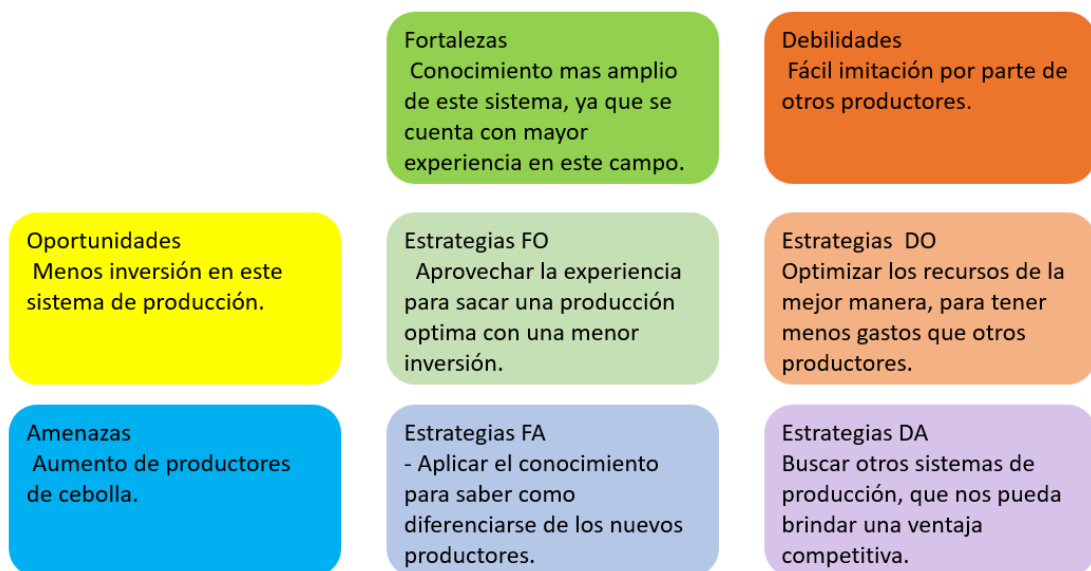 Fortalezas
Conocimiento mas amplio
de este sistema, ya que se
cuenta con mayor
experiencia en este campo.
Debilidades
Fácil imitación por parte de
otros productores.
Oportunidades
Menos inversión en este
sistema de producción.
Estrategias FO
Aprovechar la experiencia
para sacar una producción
optima con una menor
inversión.
Estrategias DO
Optimizar los recursos de la
mejor manera, para tener
menos gastos que otros
productores.
Amenazas
Aumento de productores
de cebolla.
Estrategias FA
- Aplicar el conocimiento
para saber como
diferenciarse de los nuevos
productores.
Estrategias DA
Buscar otros sistemas de
producción, que nos pueda
brindar una ventaja
competitiva.